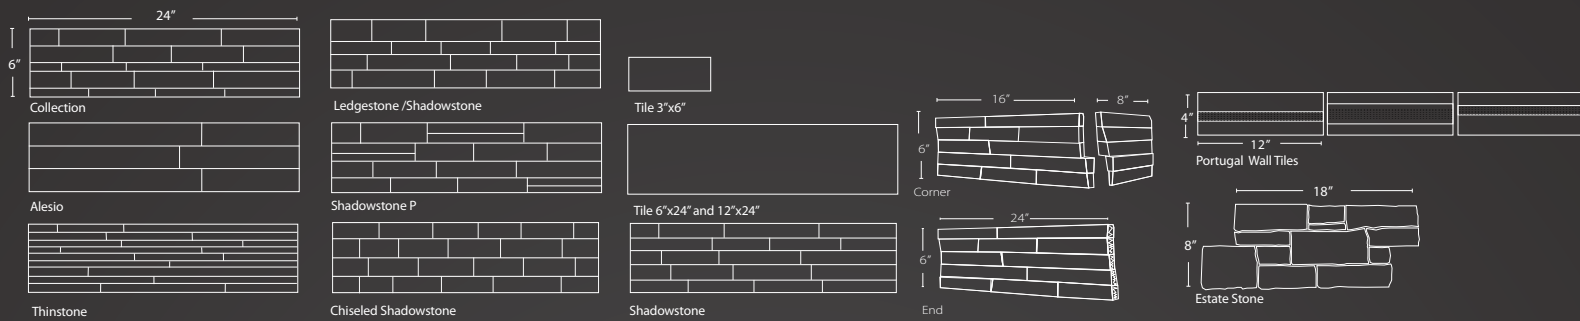 24”
6”
Collection
Alesio
Thinstone
Ledgestone /Shadowstone
Shadowstone P
Chiseled Shadowstone
Tile 3”x6”
Tile 6”x24” and 12”x24”
Shadowstone
16”
8”
6”
Corner
24”
6”
End
4”
12”
Portugal Wall Tiles
18”
8”
Estate Stone